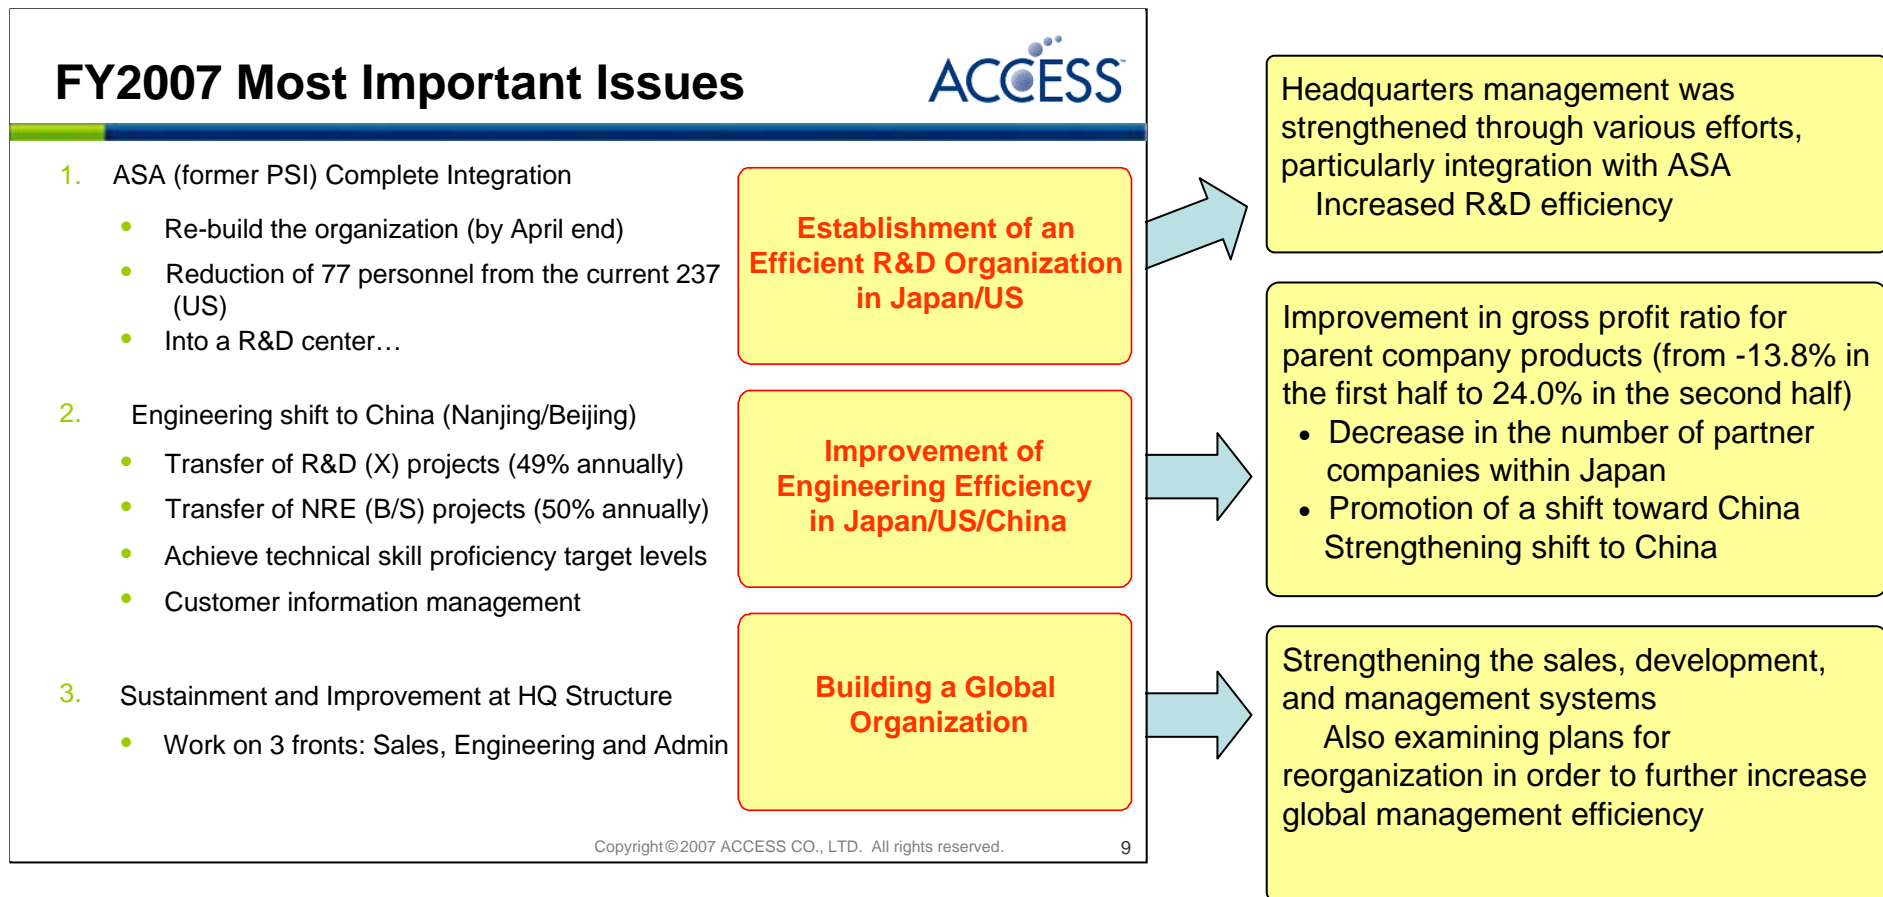 FY2007 Most Important Issues
ACCESS™
1. ASA (former PSI) Complete Integration
• Re-build the organization (by April end)
• Reduction of 77 personnel from the current 237
(US)
• Into a R&D center…
2. Engineering shift to China (Nanjing/Beijing)
• Transfer of R&D (X) projects (49% annually)
• Transfer of NRE (B/S) projects (50% annually)
• Achieve technical skill proficiency target levels
• Customer information management
3. Sustainment and Improvement at HQ Structure
• Work on 3 fronts: Sales, Engineering and Admin
Establishment of an
Efficient R&D Organization
in Japan/US
Improvement of
Engineering Efficiency
in Japan/US/China
Building a Global
Organization
Copyright©2007 ACCESS CO., LTD. All rights reserved.
9
Headquarters management was
strengthened through various efforts,
particularly integration with ASA
Increased R&D efficiency
Improvement in gross profit ratio for
parent company products (from -13.8% in
the first half to 24.0% in the second half)
• Decrease in the number of partner
companies within Japan
• Promotion of a shift toward China
Strengthening shift to China
Strengthening the sales, development,
and management systems
Also examining plans for
reorganization in order to further increase
global management efficiency